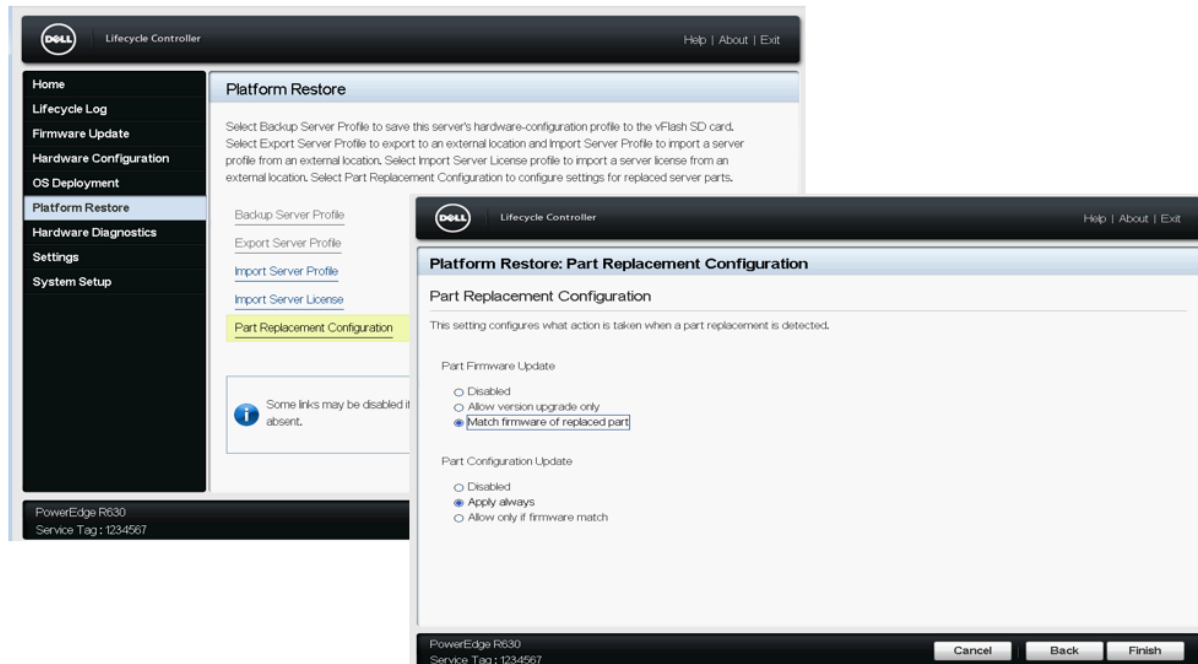 DELL
Lifecycle Controller
Help | About | Exit
Home
Lifecycle Log
Firmware Update
Hardware Configuration
OS Deployment
Platform Restore
Hardware Diagnostics
Settings
System Setup
Platform Restore
Select Backup Server Profile to save this server's hardware-configuration profile to the vFlash SD card.
Select Export Server Profile to export to an external location and Import Server Profile to import a server
profile from an external location. Select Import Server License profile to import a server license from an
external location. Select Part Replacement Configuration to configure settings for replaced server parts.
Backup Server Profile
Export Server Profile
Import Server Profile
Import Server License
Part Replacement Configuration
Some links may be disabled if
absent.
PowerEdge R630
Service Tag : 1234567
DELL
Lifecycle Controller
Help | About | Exit
Platform Restore: Part Replacement Configuration
Part Replacement Configuration
This setting configures what action is taken when a part replacement is detected.
Part Firmware Update
Disabled
Allow version upgrade only
Match firmware of replaced part
Part Configuration Update
Disabled
Apply always
Allow only if firmware match
PowerEdge R630
Service Tag : 1234567
Cancel
Back
Finish